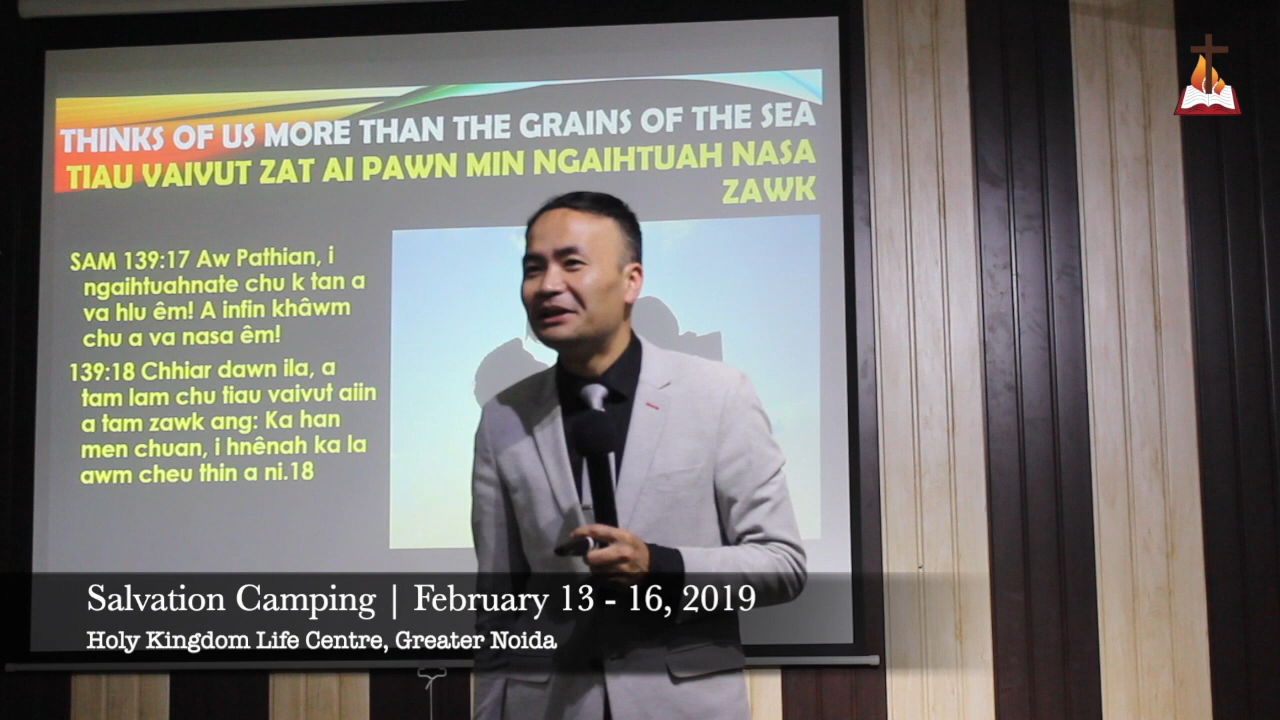 THINKS OF US MORE THAN THE GRAINS OF THE SEA
TIAU VAIVUT ZAT AI PAWN MIN NGAIHTUAH NASA
ZAWK
SAM 139:17 Aw Pathian, i
ngaihtuahnate chu k tan a
va hlu êm! A infin khâwm
chu a va nasa êm!
139:18 Chhiar dawn ila, a
tam lam chu tiau vaivut aiin
a tam zawk ang: Ka han
men chuan, i hnênah ka la
awm cheu thin a ni.18
Salvation Camping | February 13 - 16, 2019
Holy Kingdom Life Centre, Greater Noida